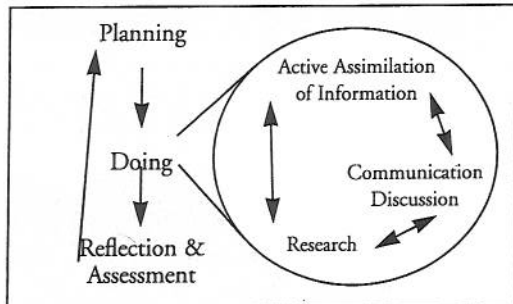 Planning
Doing
Reflection &
Assessment
Active Assimilation
of Information
Communication
Discussion
Research